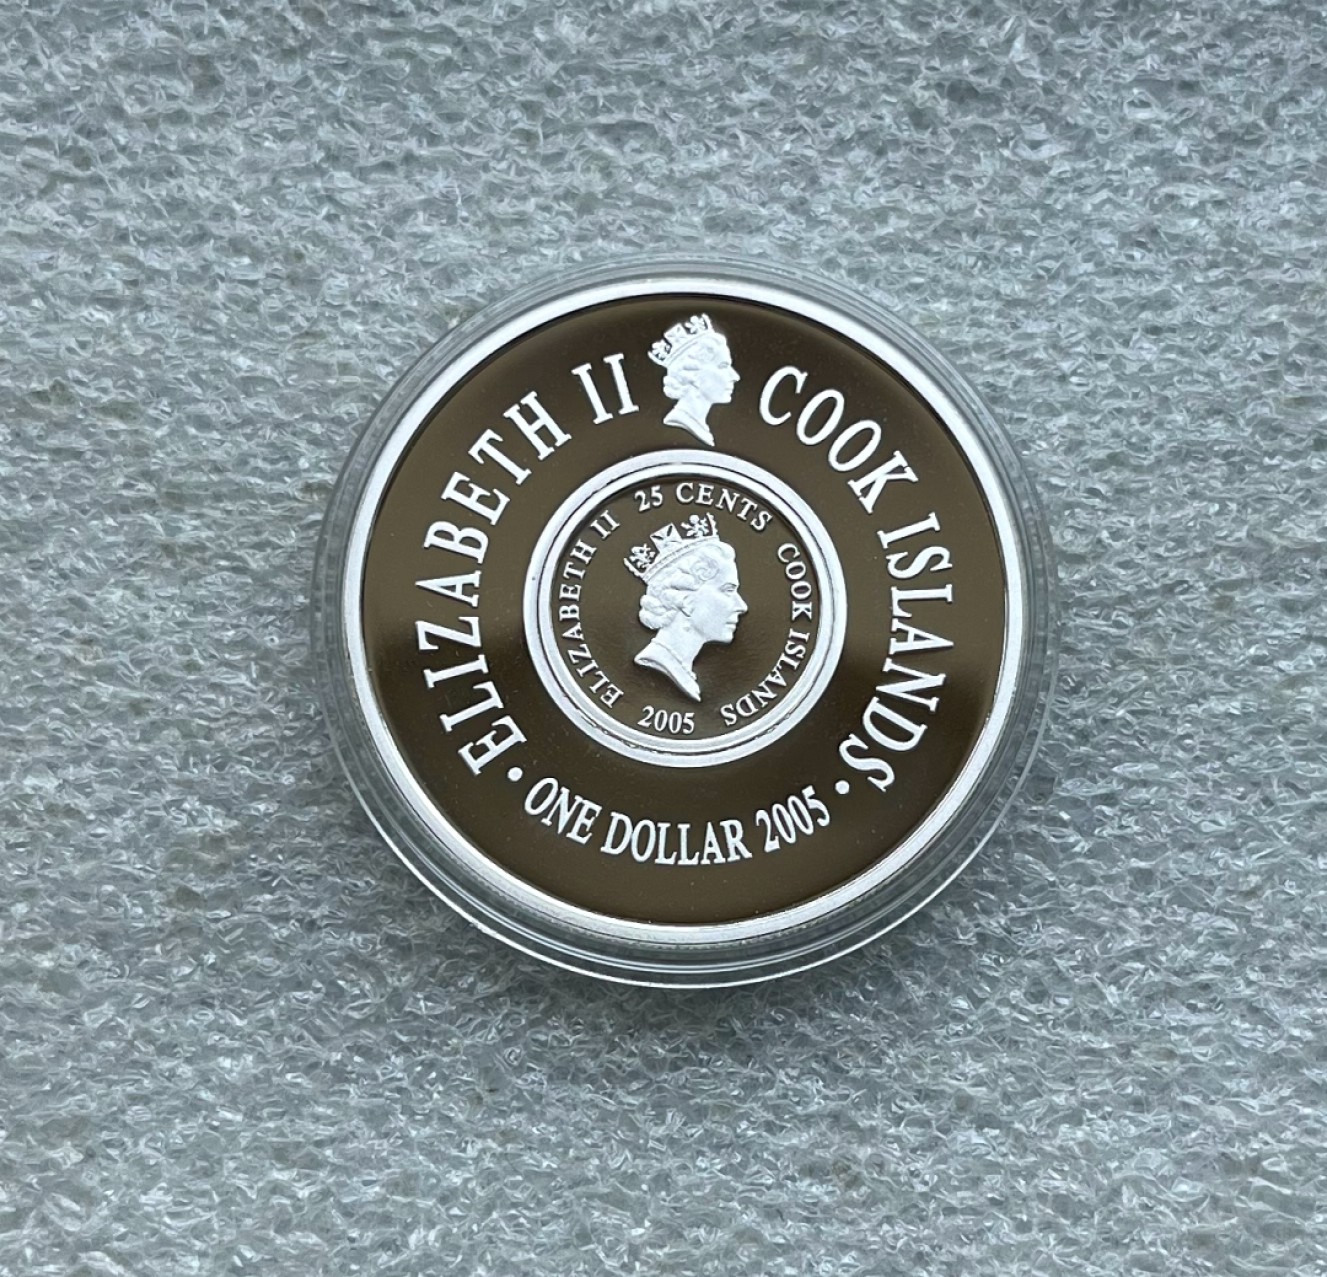 ELIZABETH II COOK ISLANDS
• ONE DOLLAR 2005 •
25 CENTS
ELIZABETH II
COOK ISLANDS
2005